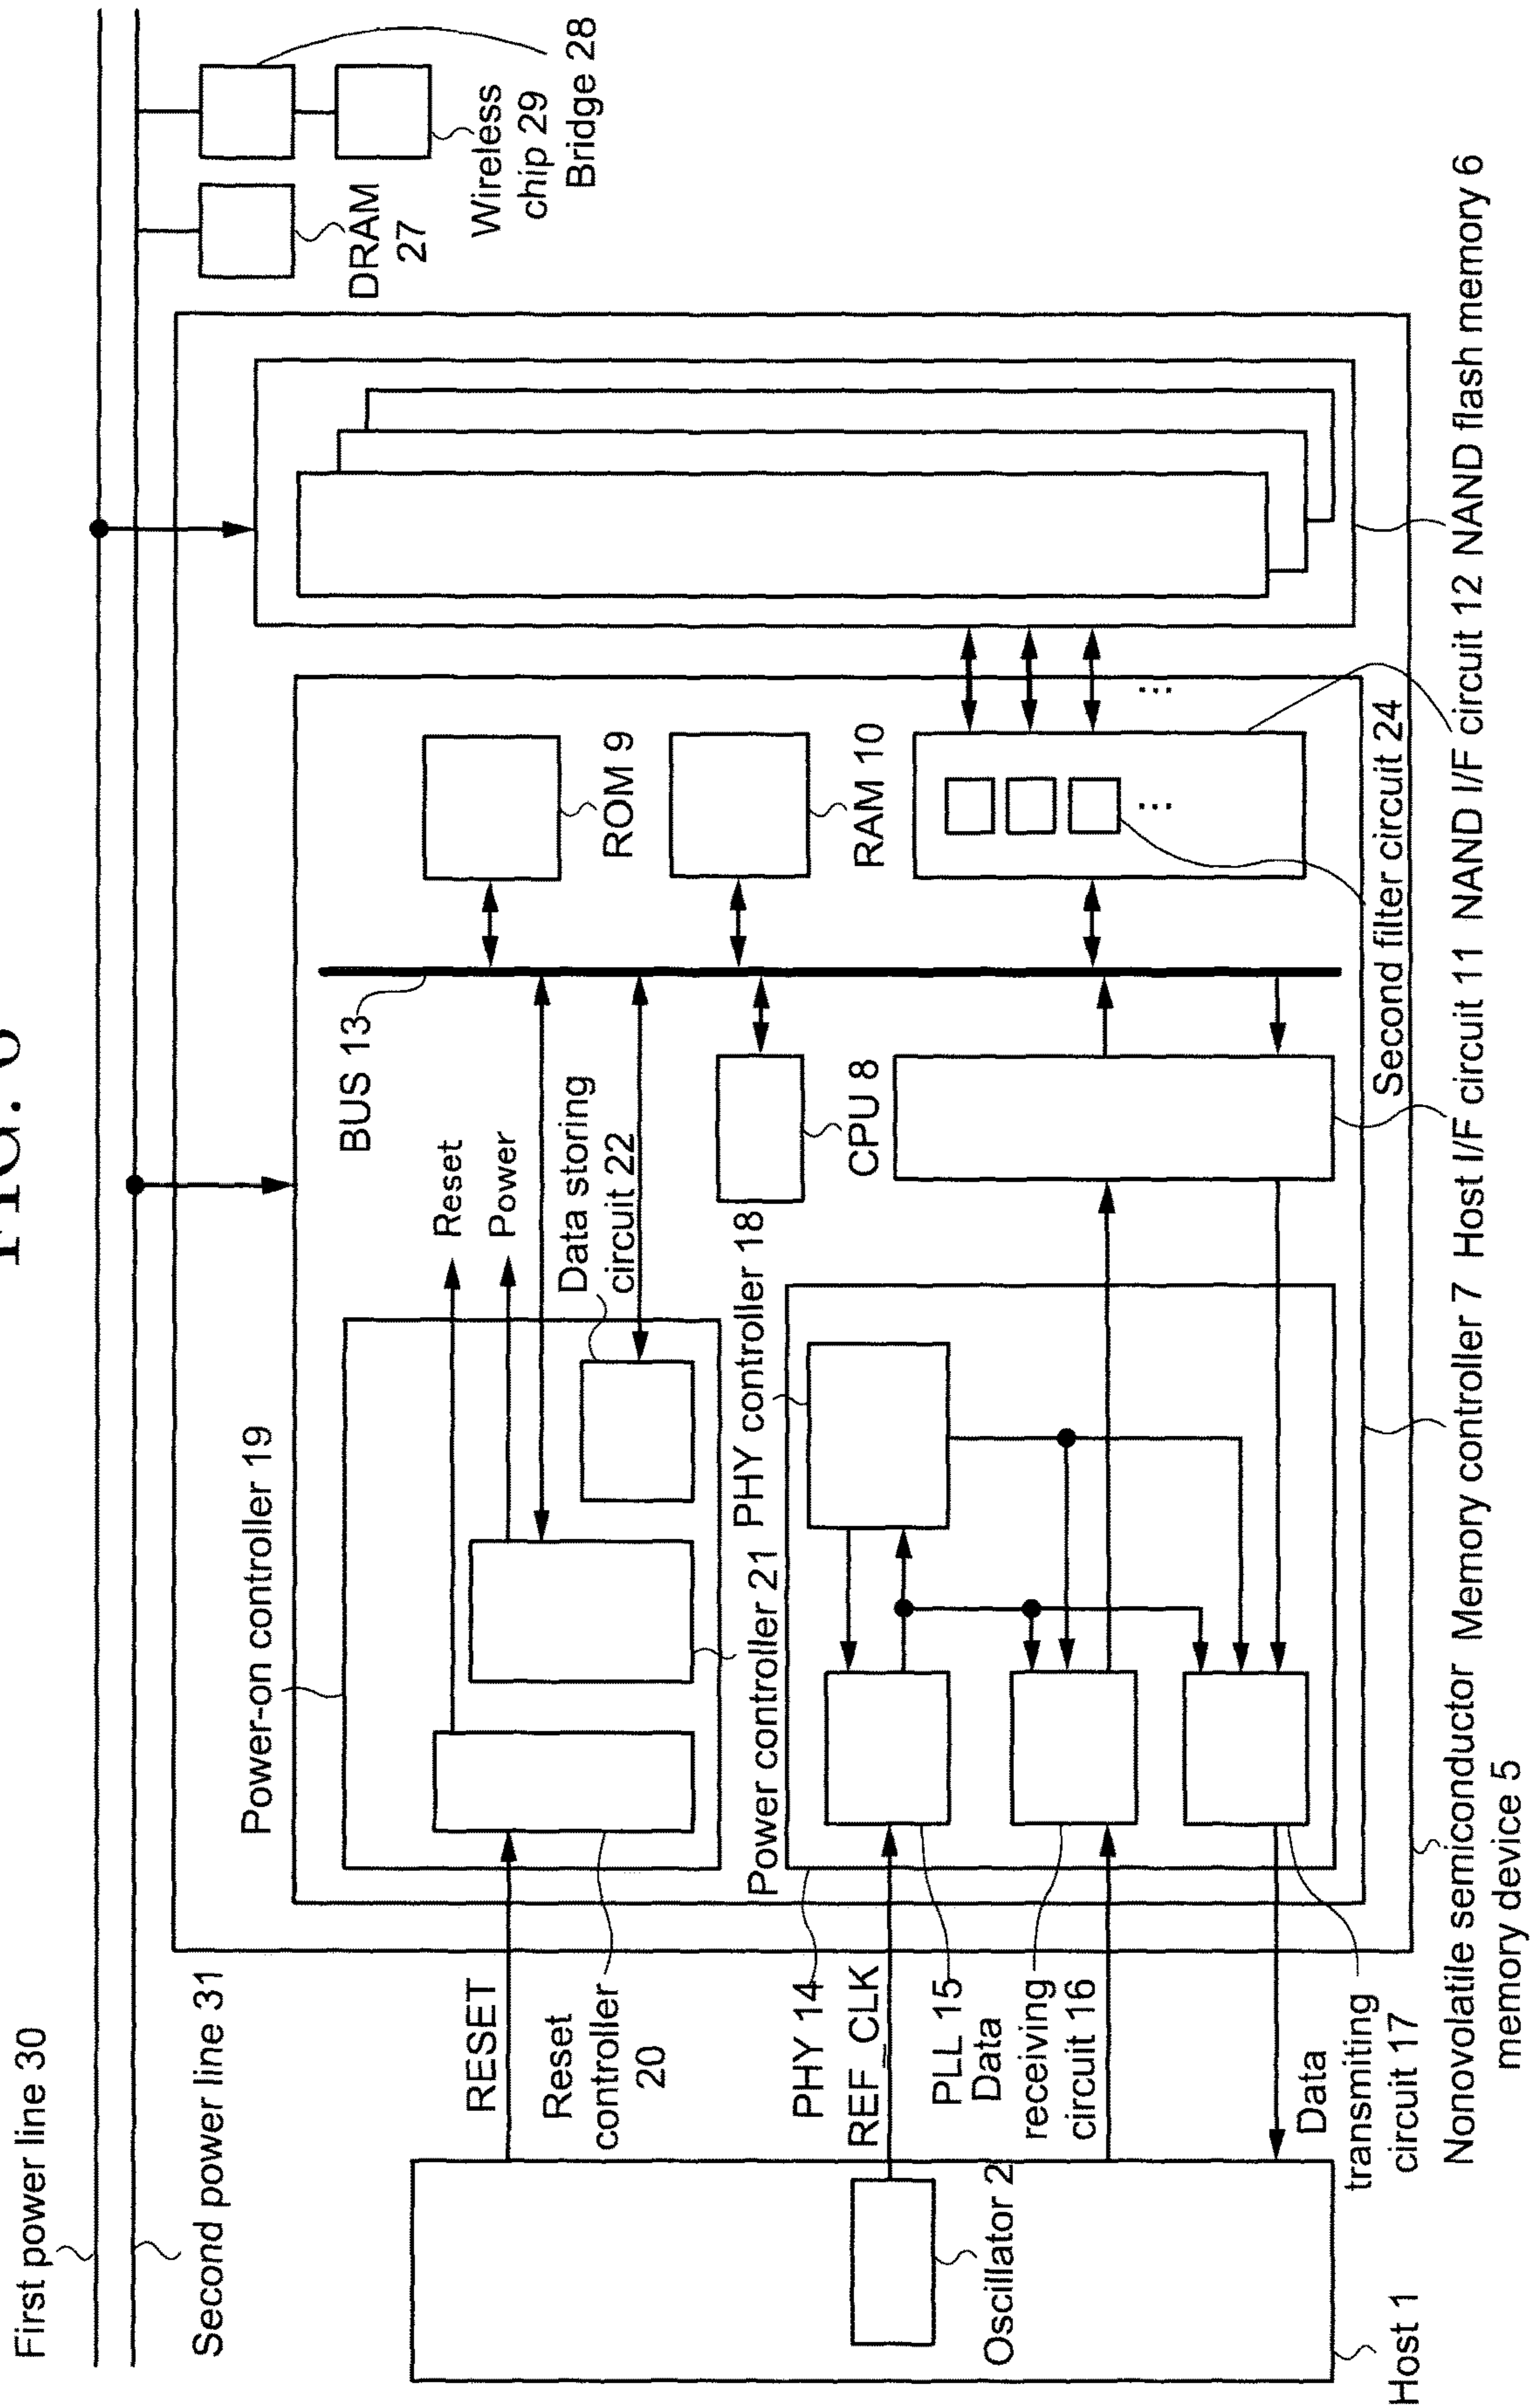 FIG.
First power line 30
Second power line 31
Power-on controller 19
BUS 13
Reset
Power
RESET
Reset
controller
20
Data storing
circuit 22
ROM 9
DRAM
27
Wireless
chip 29
Bridge 28
Power controller 21
PHY controller 18
CPU 8
RAM 10
PHY 14
REF_CLK
PLL 15
Data
receiving
circuit 16
Oscillator 2
Data
transmiting
circuit 17
...
...
Second filter circuit 24
Host 1
Nonovolatile semiconductor
memory device 5
Memory controller 7
Host I/F circuit 11
NAND I/F circuit 12
NAND flash memory 6